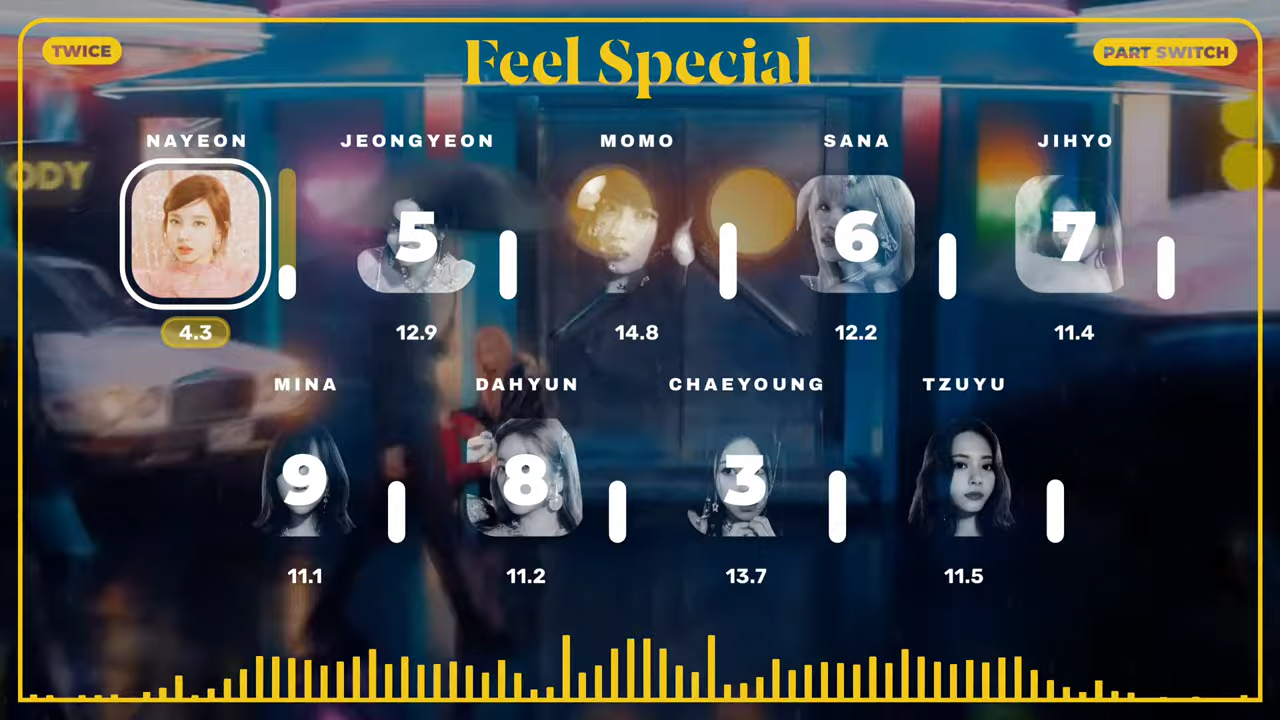 TWICE
Feel Special
PART SWITCH
ODY
NAYEON
JEONGYEON
MOMO
SANA
JIHYO
5
6
7
4.3
12.9
14.8
12.2
11.4
MINA
DAHYUN
CHAEYOUNG
TZUYU
9
8
3
11.1
11.2
13.7
11.5